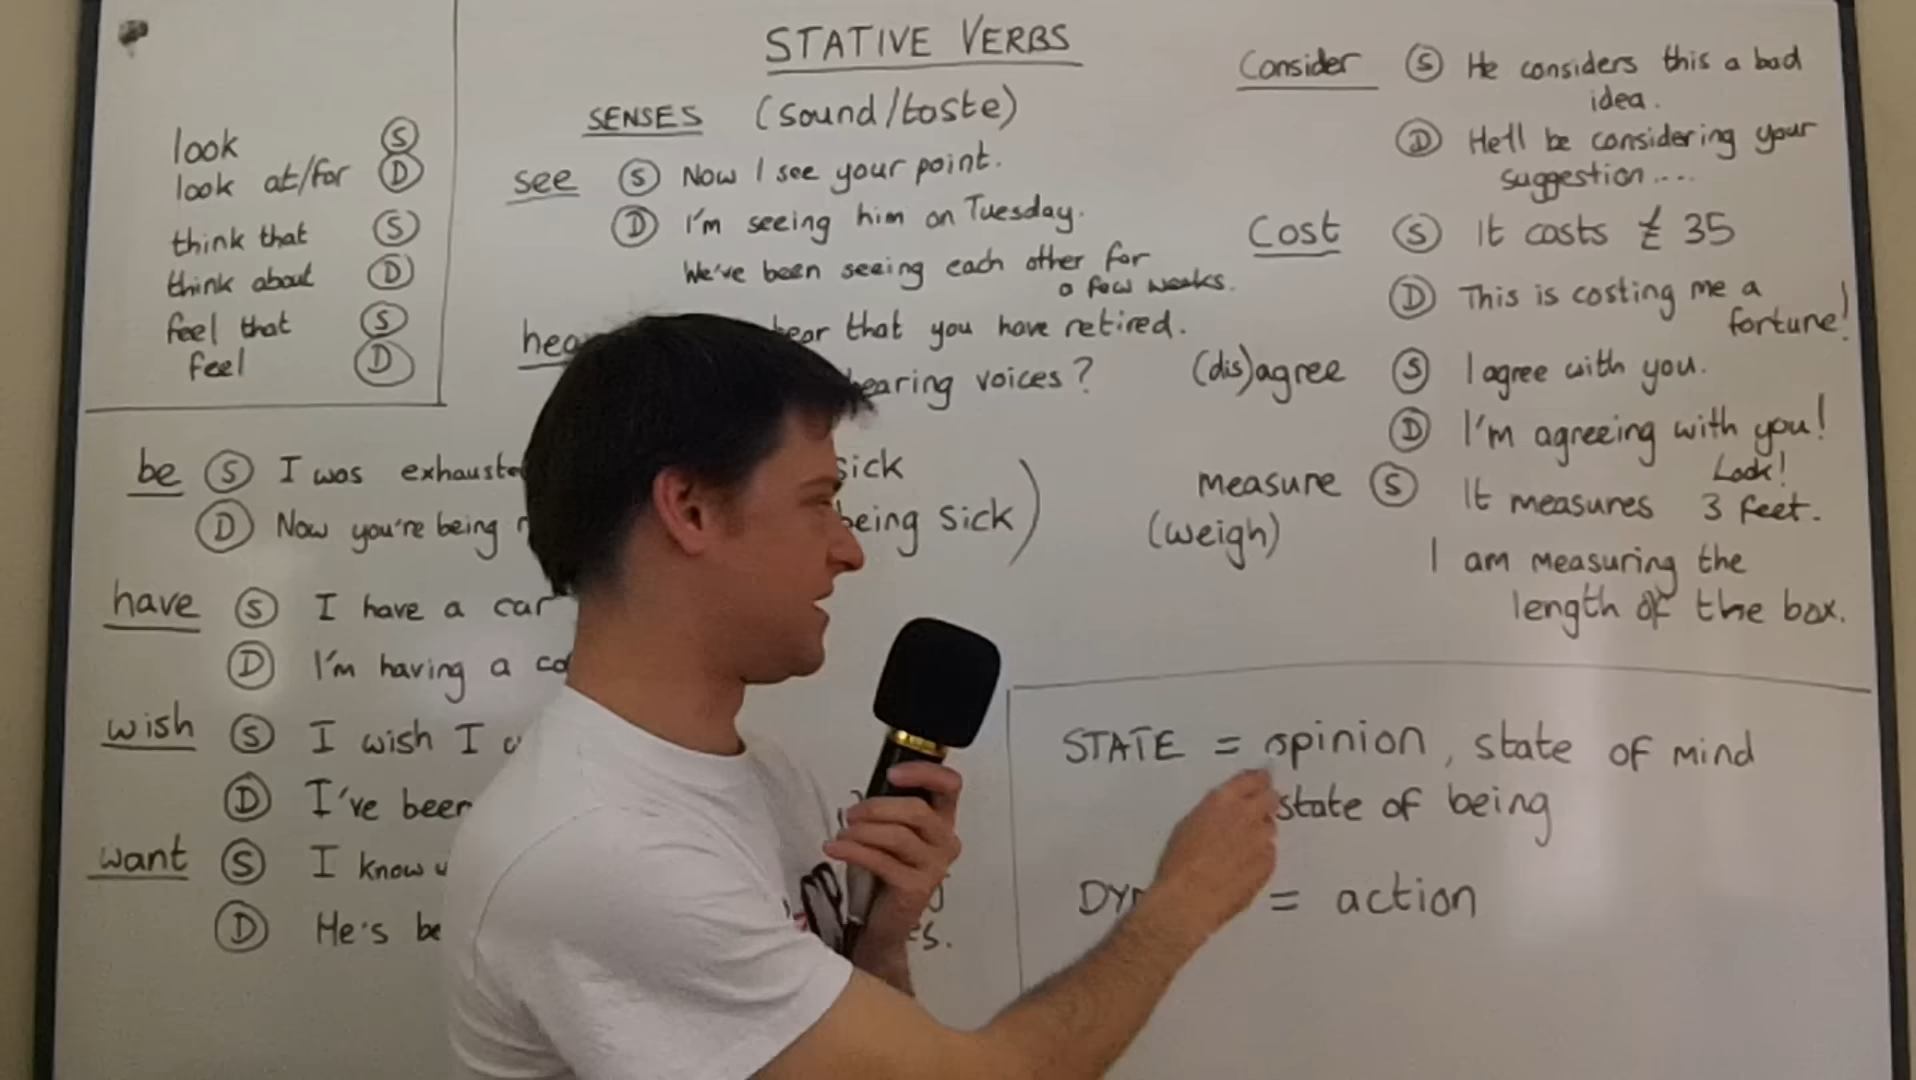 STATIVE VERBS
look Ⓢ
look at/for Ⓓ
think that Ⓢ
think about Ⓓ
feel that Ⓢ
feel Ⓓ
SENSES (sound/taste)
see Ⓢ Now I see your point.
Ⓓ I'm seeing him on Tuesday.
We've been seeing each other for
a few weeks.
that you have retired.
hearing voices?
be Ⓢ I was sick
Ⓓ Now you're being being sick)
have Ⓢ I have a car
Ⓓ I'm having a
wish Ⓢ I wish I
Ⓓ I've been
want Ⓢ I know
Ⓓ He's
Consider Ⓢ He considers this a bad
idea.
Ⓓ He'll be considering your
suggestion....
Cost Ⓢ It costs £35
Ⓓ This is costing me a
fortune!
(dis)agree Ⓢ I agree with you.
Ⓓ I'm agreeing with you!
Look!
measure Ⓢ It measures 3 feet.
(weigh)
I am measuring the
length of the box.
STATE = opinion, state of mind
state of being
= action